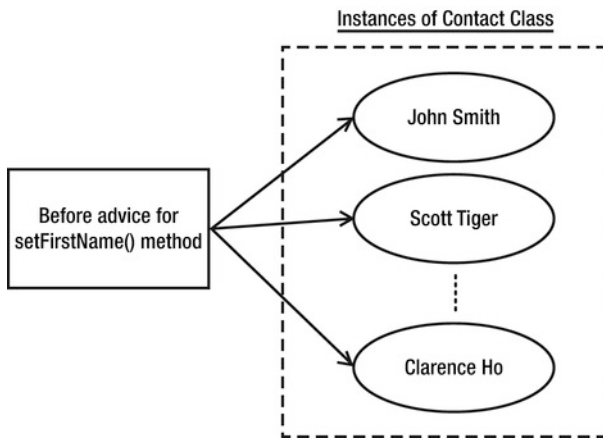 Instances of Contact Class
John Smith
Before advice for
setFirstName() method
Scott Tiger
Clarence Ho